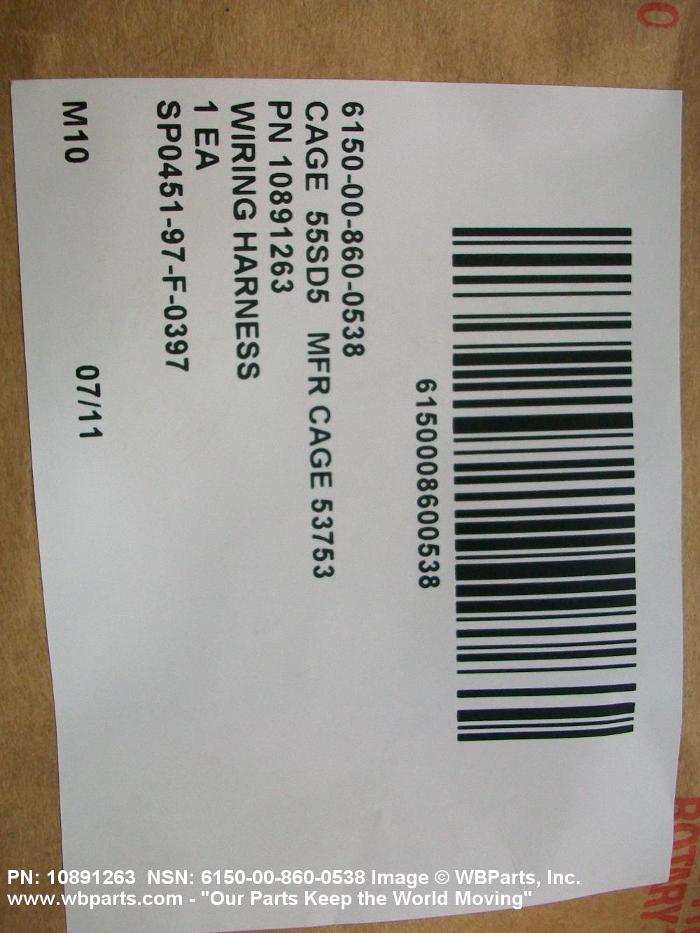 6150008600538
6150-00-860-0538
CAGE 55SD5 MFR CAGE 53753
PN 10891263
WIRING HARNESS
1 EA
SP0451-97-F-0397
M10 07/11
PN: 10891263 NSN: 6150-00-860-0538 Image © WBParts, Inc.
www.wbparts.com - "Our Parts Keep the World Moving"